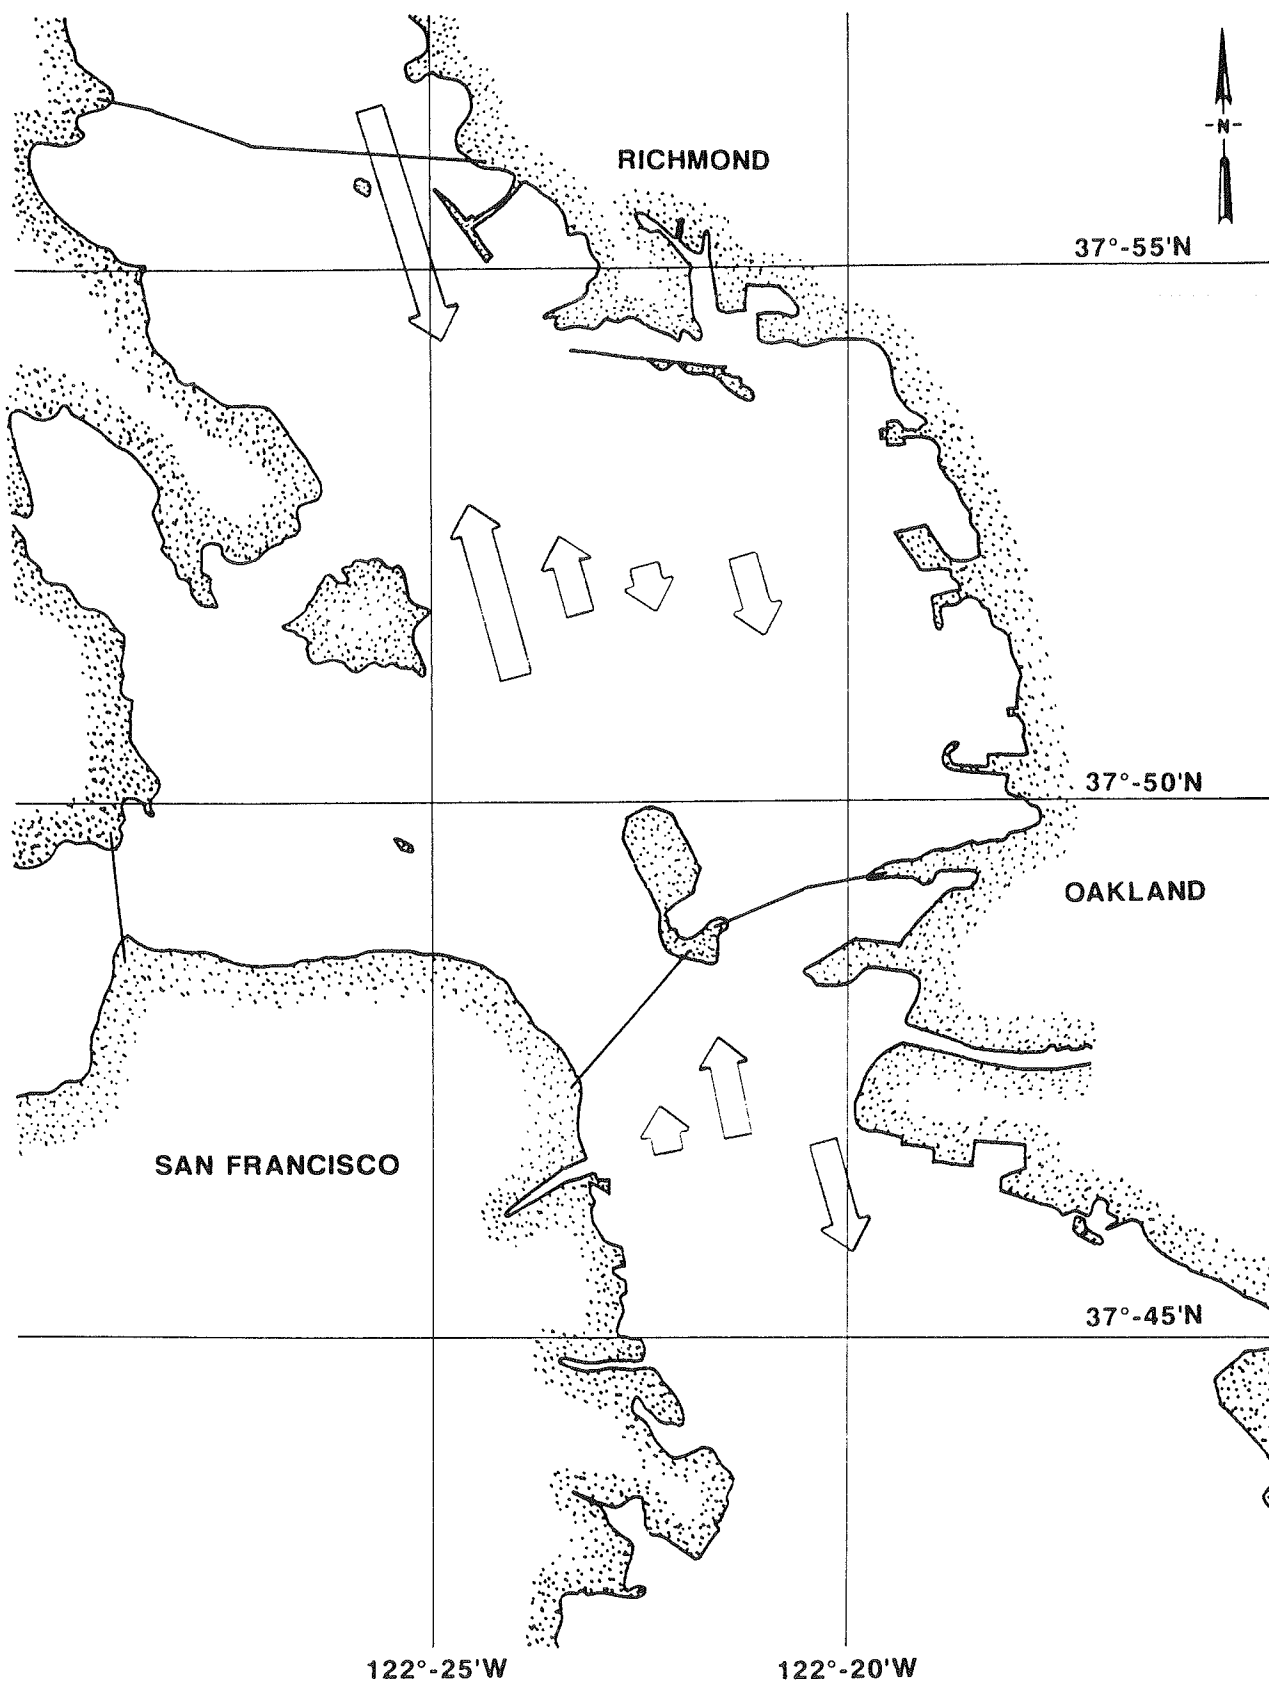 RICHMOND
-N-
37°-55'N
37°-50'N
OAKLAND
SAN FRANCISCO
37°-45'N
122°-25'W
122°-20'W